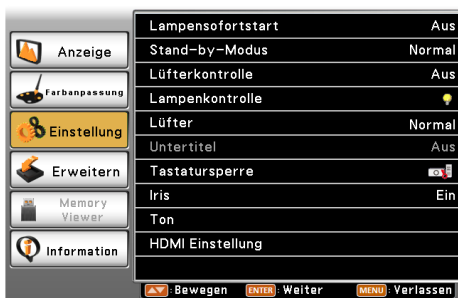 Anzeige
Farbanpassung
Einstellung
Erweitern
Memory
Viewer
Information
Lampensofortstart Aus
Stand-by-Modus Normal
Lüfterkontrolle Aus
Lampenkontrolle
Lüfter Normal
Untertitel Aus
Tastatursperre
Iris Ein
Ton
HDMI Einstellung
:Bewegen ENTER :Weiter MENU :Verlassen